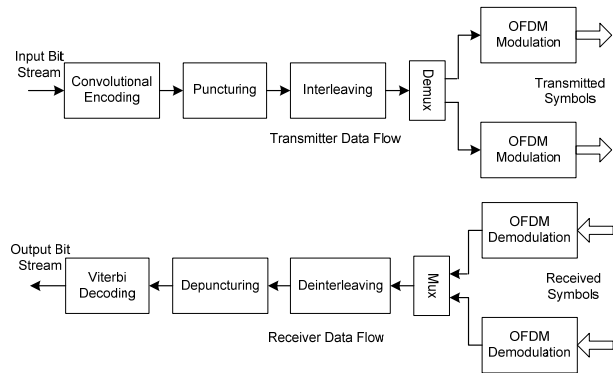 Input Bit
Stream
Convolutional
Encoding
Puncturing
Interleaving
Demux
OFDM
Modulation
Transmitted
Symbols
OFDM
Modulation
Transmitter Data Flow
Output Bit
Stream
Viterbi
Decoding
Depuncturing
Deinterleaving
Mux
OFDM
Demodulation
Received
Symbols
OFDM
Demodulation
Receiver Data Flow